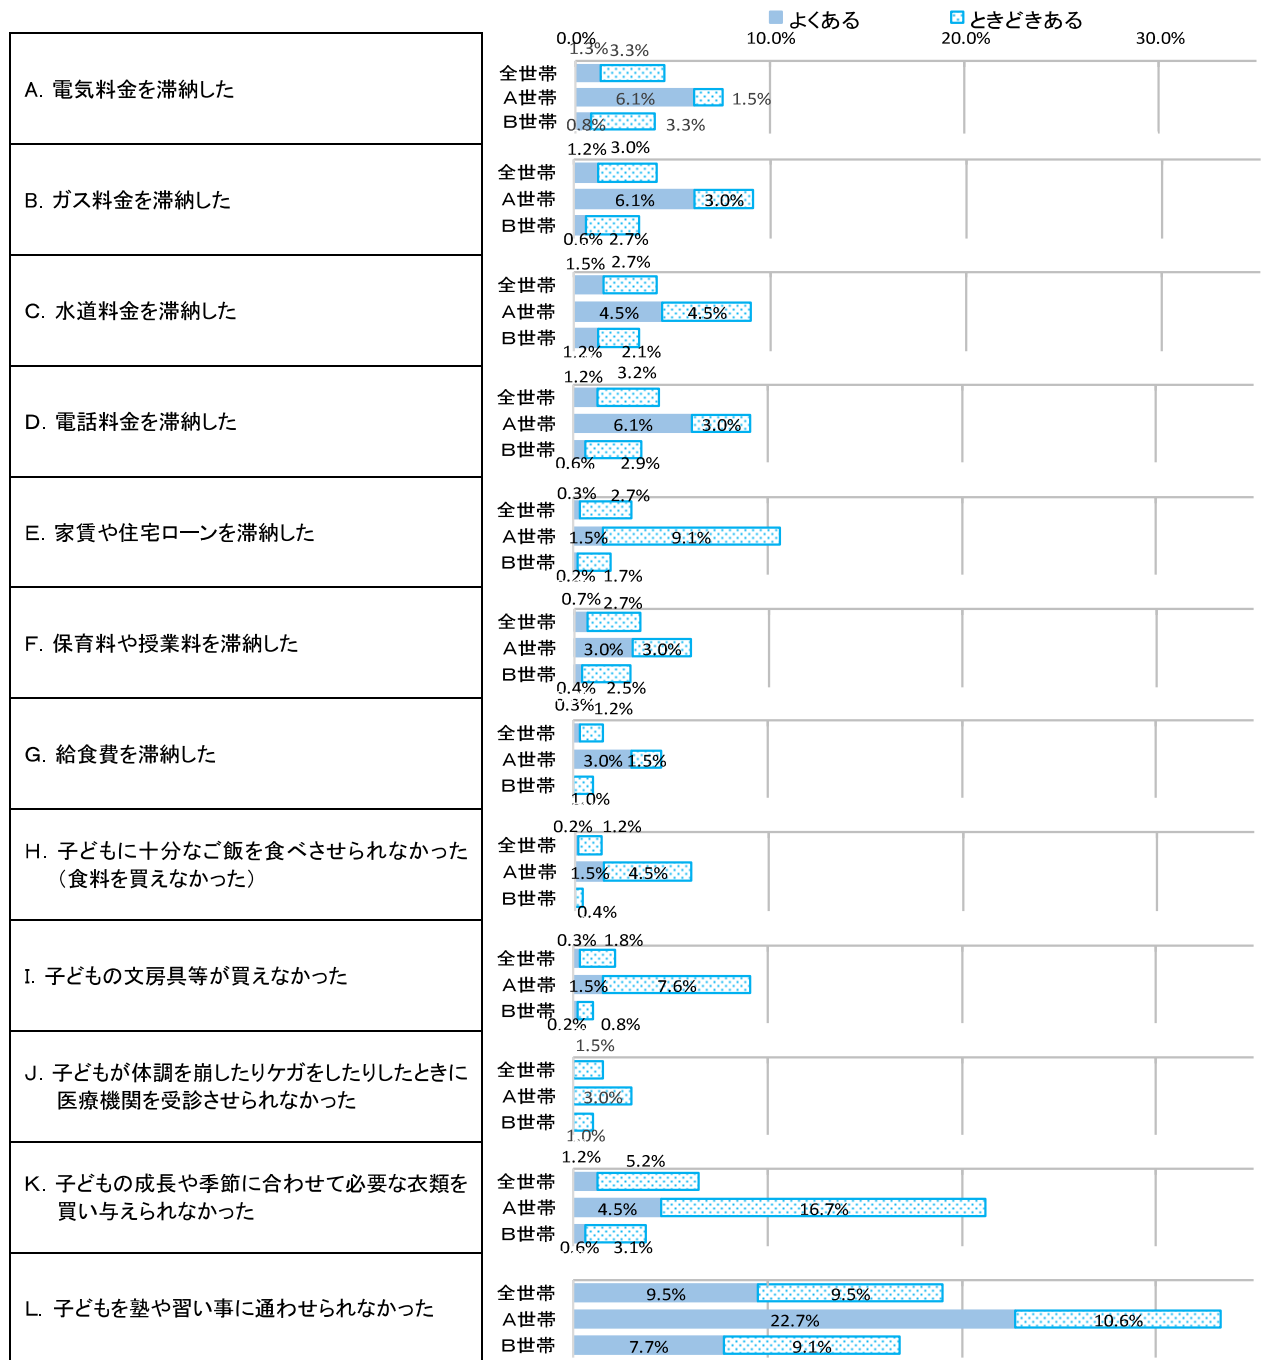 よくある ときどきある
0.0% 10.0% 20.0% 30.0%
A. 電気料金を滞納した
1.3% 3.3%
全世帯
A世帯 6.1% 1.5%
B世帯 0.8% 3.3%
B. ガス料金を滞納した
1.2% 3.0%
全世帯
A世帯 6.1% 3.0%
B世帯
0.6% 2.7%
C. 水道料金を滞納した
1.5% 2.7%
全世帯
A世帯 4.5% 4.5%
B世帯
1.2% 2.1%
D. 電話料金を滞納した
1.2% 3.2%
全世帯
A世帯 6.1% 3.0%
B世帯
0.6% 2.9%
E. 家賃や住宅ローンを滞納した
0.3% 2.7%
全世帯
A世帯 1.5% 9.1%
B世帯
0.2% 1.7%
F. 保育料や授業料を滞納した
0.7% 2.7%
全世帯
A世帯 3.0% 3.0%
B世帯
0.4% 2.5%
G. 給食費を滞納した
0.3% 1.2%
全世帯
A世帯 3.0% 1.5%
B世帯
1.0%
H. 子どもに十分なご飯を食べさせられなかった
（食料を買えなかった）
0.2% 1.2%
全世帯
A世帯 1.5% 4.5%
B世帯
0.4%
I. 子どもの文房具等が買えなかった
0.3% 1.8%
全世帯
A世帯 1.5% 7.6%
B世帯
0.2% 0.8%
J. 子どもが体調を崩したりケガをしたりしたときに
医療機関を受診させられなかった
1.5%
全世帯
A世帯 3.0%
B世帯
1.0%
K. 子どもの成長や季節に合わせて必要な衣類を
買い与えられなかった
1.2% 5.2%
全世帯
A世帯 4.5% 16.7%
B世帯
0.6% 3.1%
L. 子どもを塾や習い事に通わせられなかった
全世帯 9.5% 9.5%
A世帯 22.7% 10.6%
B世帯 7.7% 9.1%